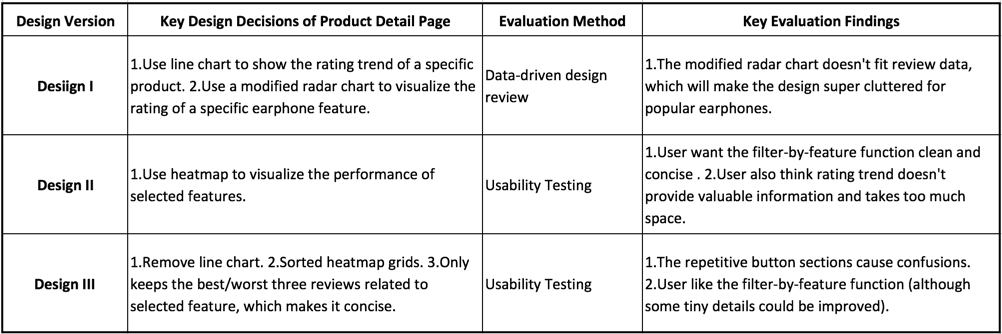 Design Version
Key Design Decisions of Product Detail Page
Evaluation Method
Key Evaluation Findings
Desiign I
1.Use line chart to show the rating trend of a specific
product. 2.Use a modified radar chart to visualize the
rating of a specific earphone feature.
Data-driven design
review
1.The modified radar chart doesn't fit review data,
which will make the design super cluttered for
popular earphones.
Design II
1.Use heatmap to visualize the performance of
selected features.
Usability Testing
1.User want the filter-by-feature function clean and
concise . 2.User also think rating trend doesn't
provide valuable information and takes too much
space.
Design III
1.Remove line chart. 2.Sorted heatmap grids. 3.Only
keeps the best/worst three reviews related to
selected feature, which makes it concise.
Usability Testing
1.The repetitive button sections cause confusions.
2.User like the filter-by-feature function (although
some tiny details could be improved).